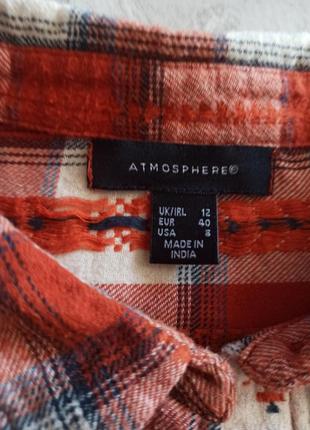 ATMOSPHERE©
UK/IRL 12
EUR 40
USA 8
MADE IN
INDIA